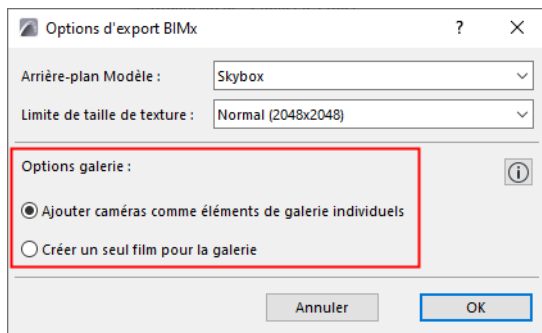 Options d'export BIMx
?
Arrière-plan Modèle :
Skybox
Limite de taille de texture :
Normal (2048x2048)
Options galerie :
Ajouter caméras comme éléments de galerie individuels
Créer un seul film pour la galerie
Annuler
OK